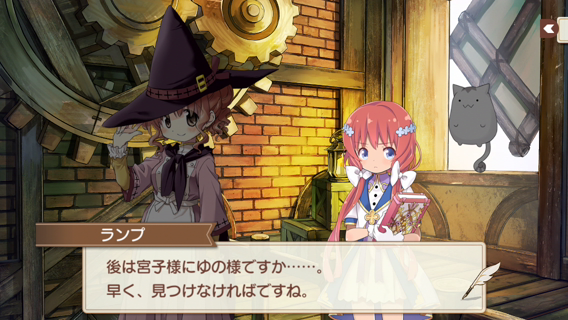 ランプ
後は宮子様にゆの様ですか……。
早く、見つけなければですね。